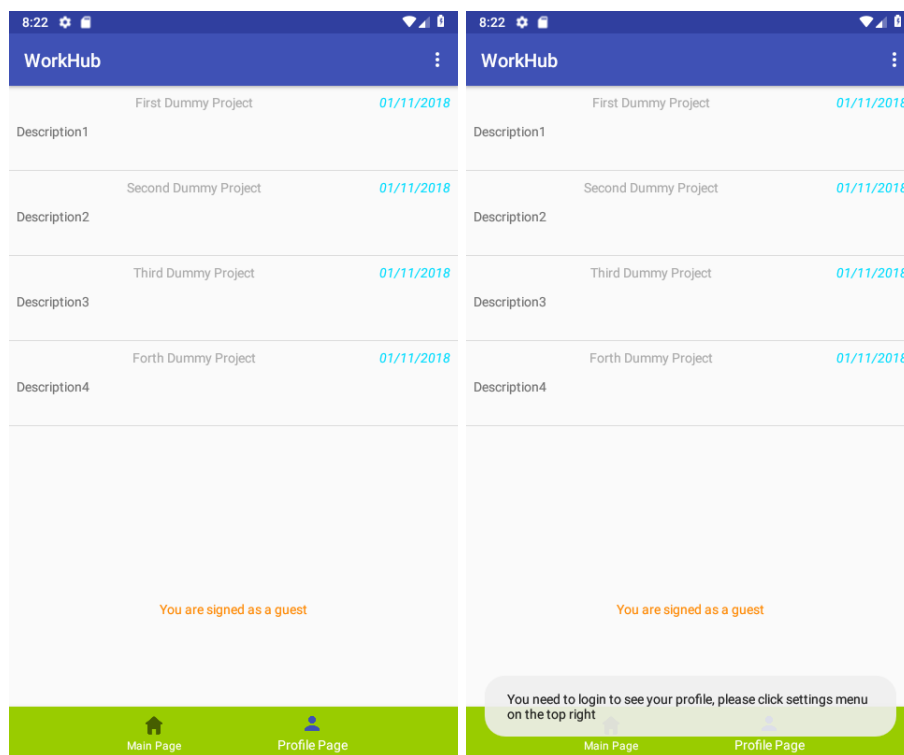 8:22
WorkHub
First Dummy Project 01/11/2018
Description1
Second Dummy Project 01/11/2018
Description2
Third Dummy Project 01/11/2018
Description3
Forth Dummy Project 01/11/2018
Description4
You are signed as a guest
Main Page Profile Page
8:22
WorkHub
First Dummy Project 01/11/2018
Description1
Second Dummy Project 01/11/2018
Description2
Third Dummy Project 01/11/2018
Description3
Forth Dummy Project 01/11/2018
Description4
You are signed as a guest
You need to login to see your profile, please click settings menu
on the top right
Main Page Profile Page